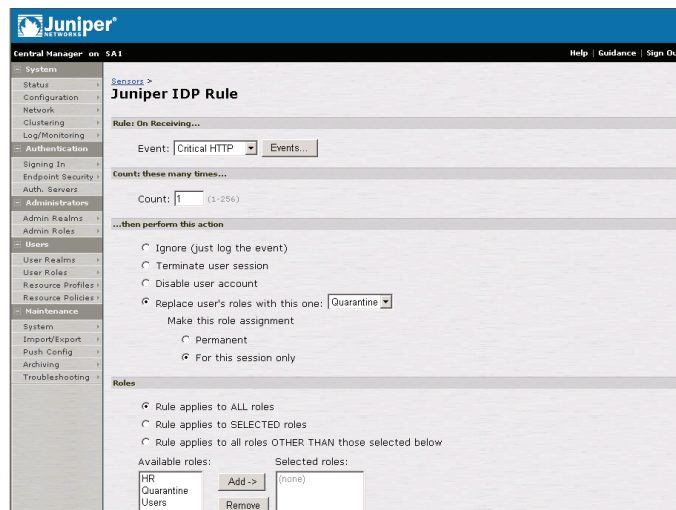 Juniper®
NETWORKS
Central Manager on SA1
Help | Guidance | Sign Ou
System
Status
Configuration
Network
Clustering
Log/Monitoring
Authentication
Signing In
Endpoint Security
Auth. Servers
Administrators
Admin Realms
Admin Roles
Users
User Realms
User Roles
Resource Profiles
Resource Policies
Maintenance
System
Import/Export
Push Config
Archiving
Troubleshooting
Sensors >
Juniper IDP Rule
Rule: On Receiving...
Event: Critical HTTP Events...
Count: these many times...
Count: 1 (1-256)
...then perform this action
Ignore (just log the event)
Terminate user session
Disable user account
Replace user's roles with this one: Quarantine
Make this role assignment
Permanent
For this session only
Roles
Rule applies to ALL roles
Rule applies to SELECTED roles
Rule applies to all roles OTHER THAN those selected below
Available roles: Selected roles:
HR Add -> (none)
Quarantine
Users Remove